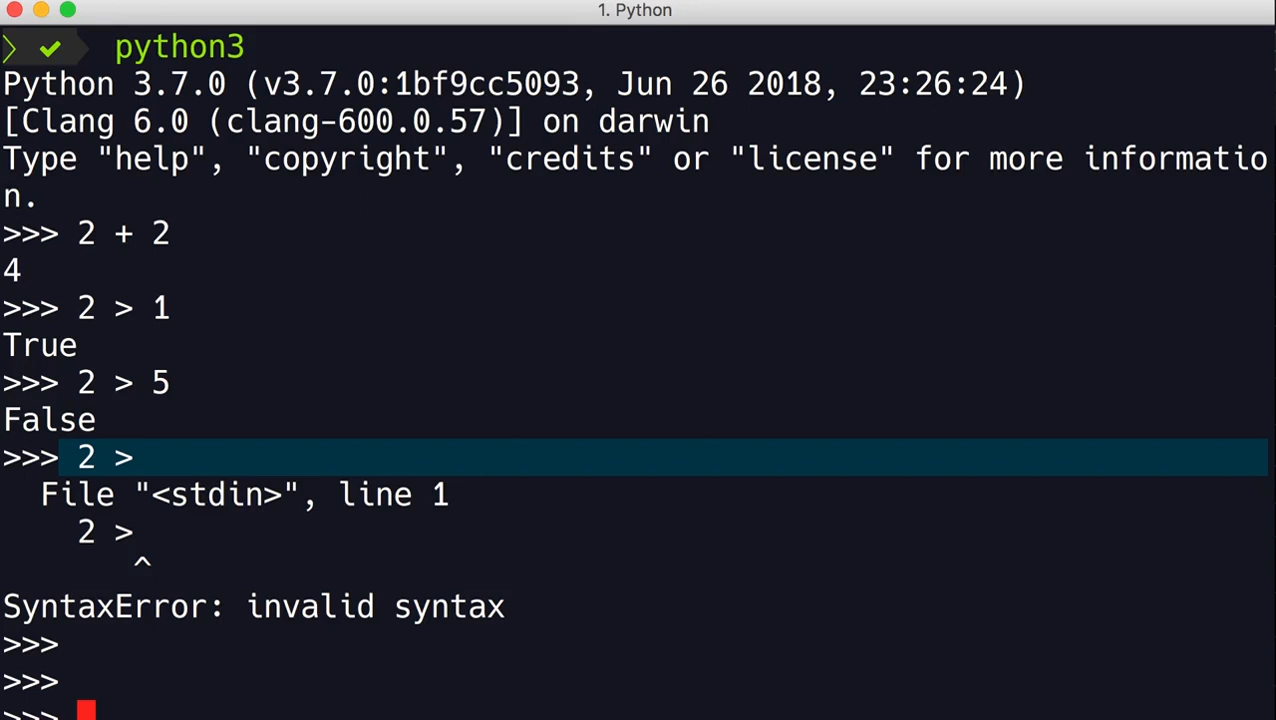 1. Python
python3
Python 3.7.0 (v3.7.0:1bf9cc5093, Jun 26 2018, 23:26:24)
[Clang 6.0 (clang-600.0.57)] on darwin
Type "help", "copyright", "credits" or "license" for more informatio
n.
>>> 2 + 2
4
>>> 2 > 1
True
>>> 2 > 5
False
>>> 2 >
  File "<stdin>", line 1
    2 >
       ^
SyntaxError: invalid syntax
>>>
>>>
>>>